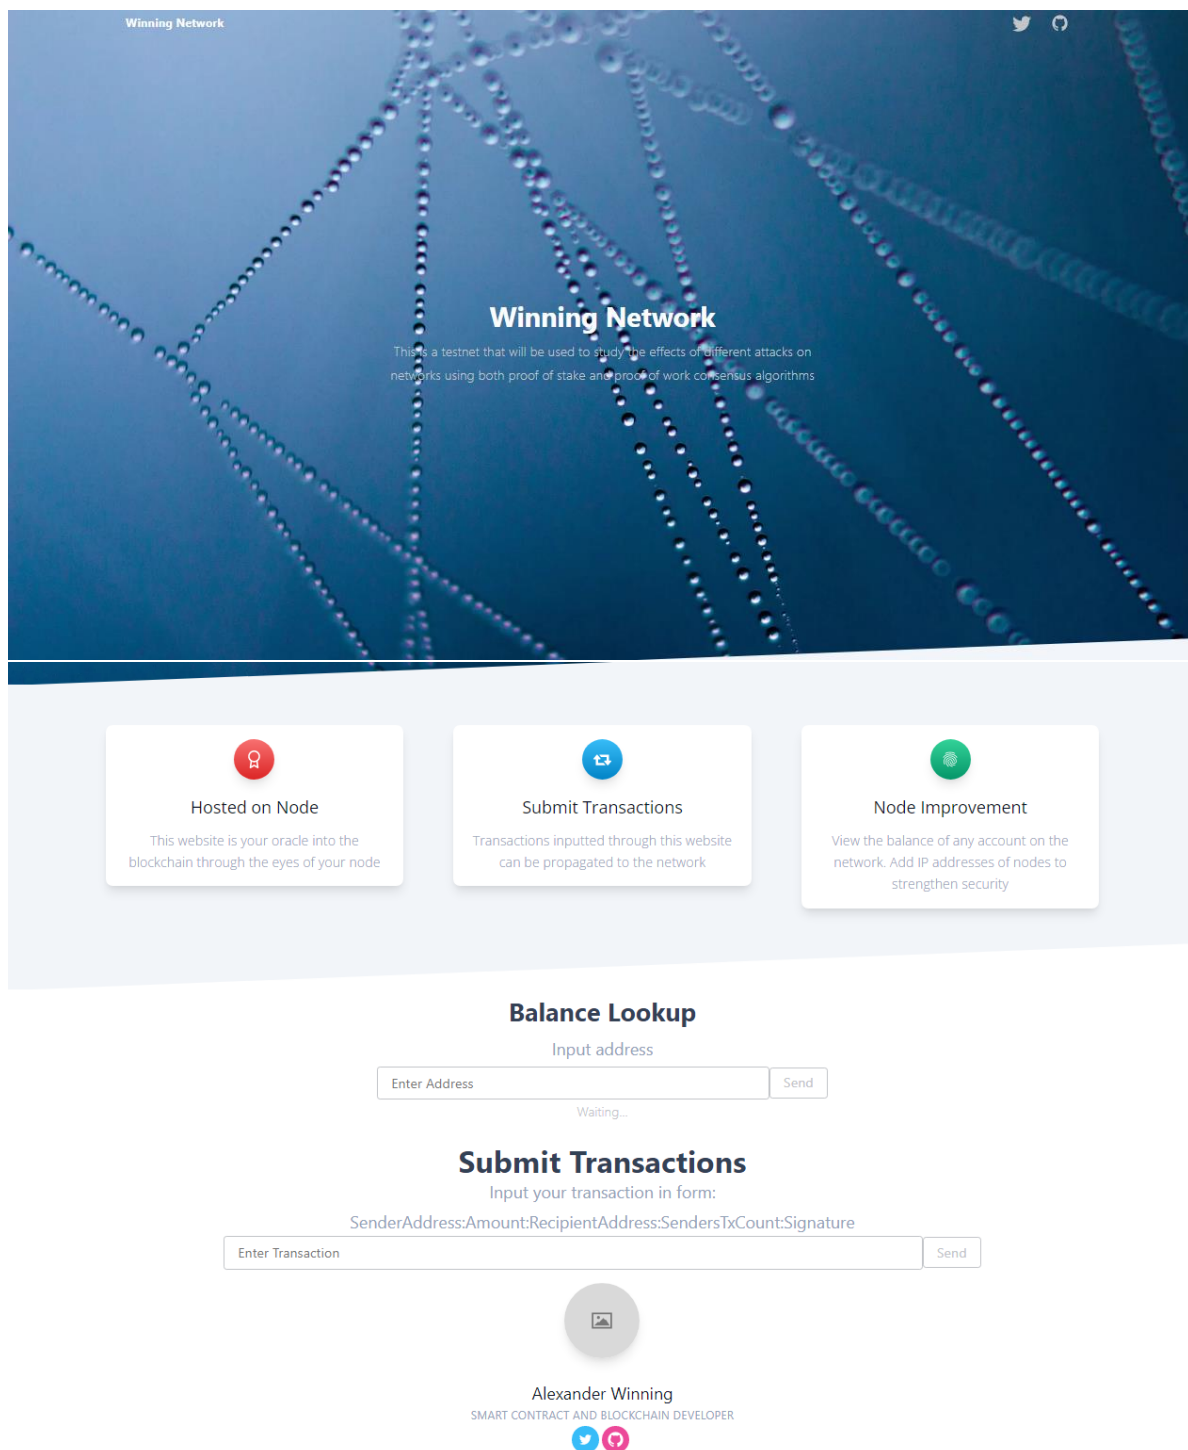 Winning Network
Winning Network
This is a testnet that will be used to study the effects of different attacks on
networks using both proof of stake and proof of work consensus algorithms
Hosted on Node
This website is your oracle into the
blockchain through the eyes of your node
Submit Transactions
Transactions inputted through this website
can be propagated to the network
Node Improvement
View the balance of any account on the
network. Add IP addresses of nodes to
strengthen security
Balance Lookup
Input address
Enter Address
Send
Waiting...
Submit Transactions
Input your transaction in form:
SenderAddress:Amount:RecipientAddress:SendersTxCount:Signature
Enter Transaction
Send
Alexander Winning
SMART CONTRACT AND BLOCKCHAIN DEVELOPER